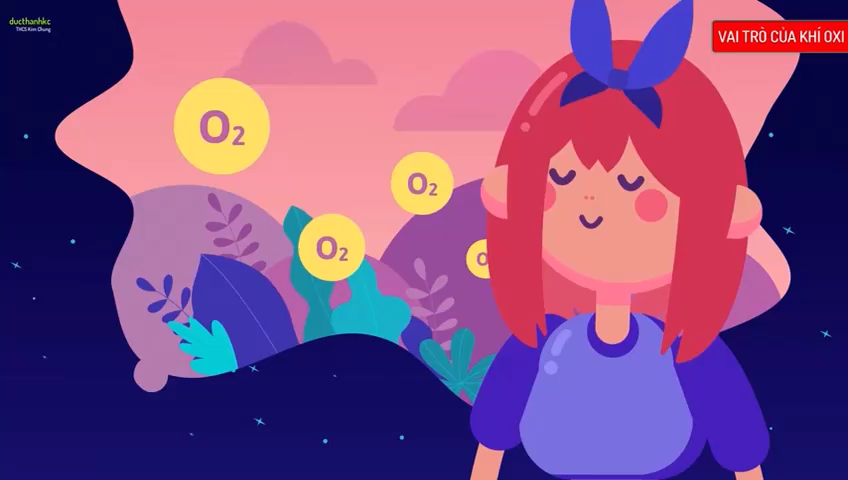 ducthanhkc
THCS Kim Chung
VAI TRÒ CỦA KHÍ OXI
O₂
O₂
O₂
O